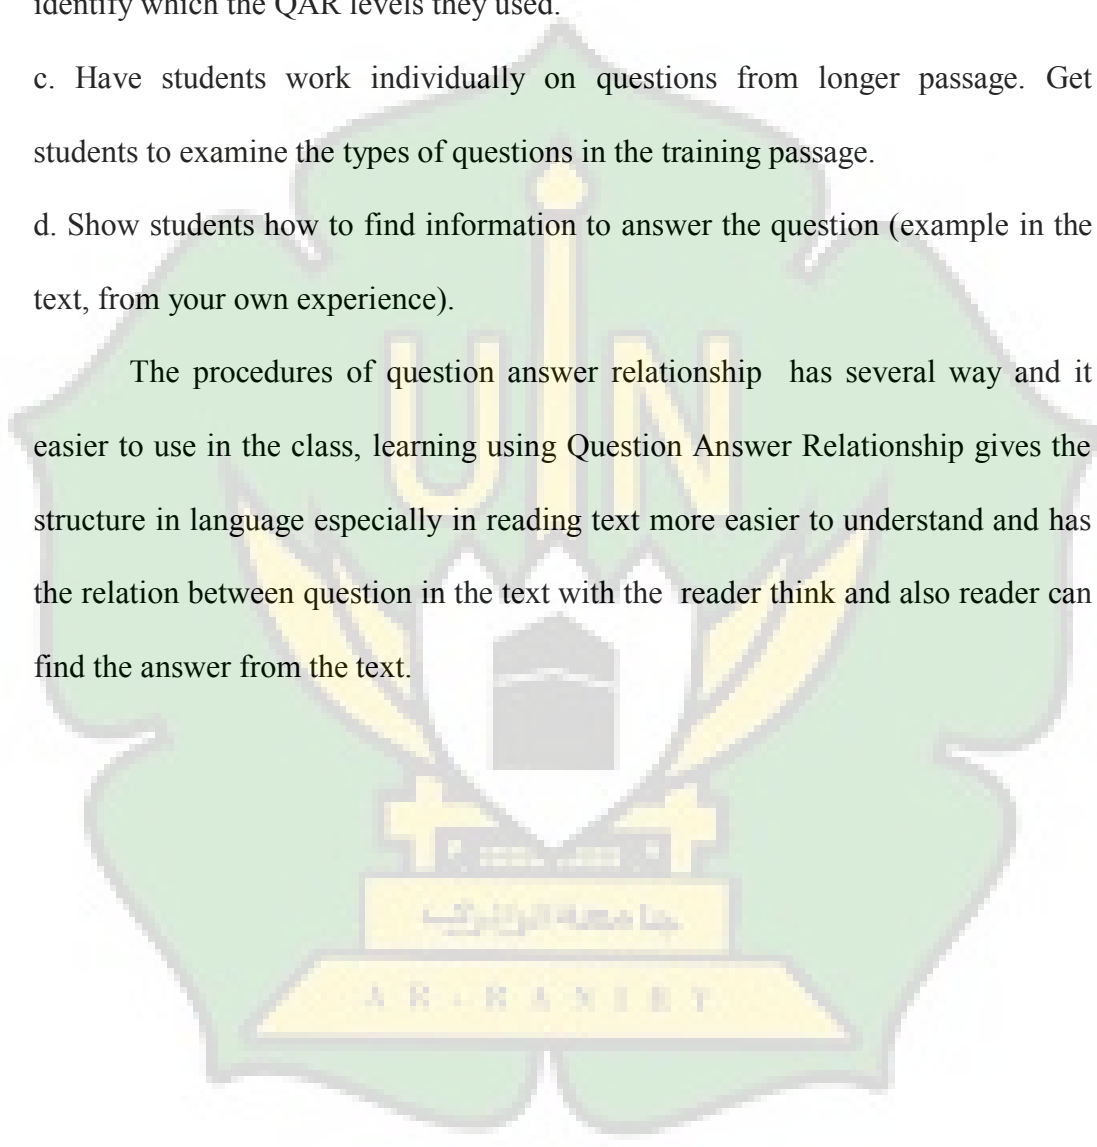 identify which the QAR levels they used.
c. Have students work individually on questions from longer passage. Get
students to examine the types of questions in the training passage.
d. Show students how to find information to answer the question (example in the
text, from your own experience).
The procedures of question answer relationship has several way and it
easier to use in the class, learning using Question Answer Relationship gives the
structure in language especially in reading text more easier to understand and has
the relation between question in the text with the reader think and also reader can
find the answer from the text.
UIN
جامعة الرانيري
AR-RANIRY